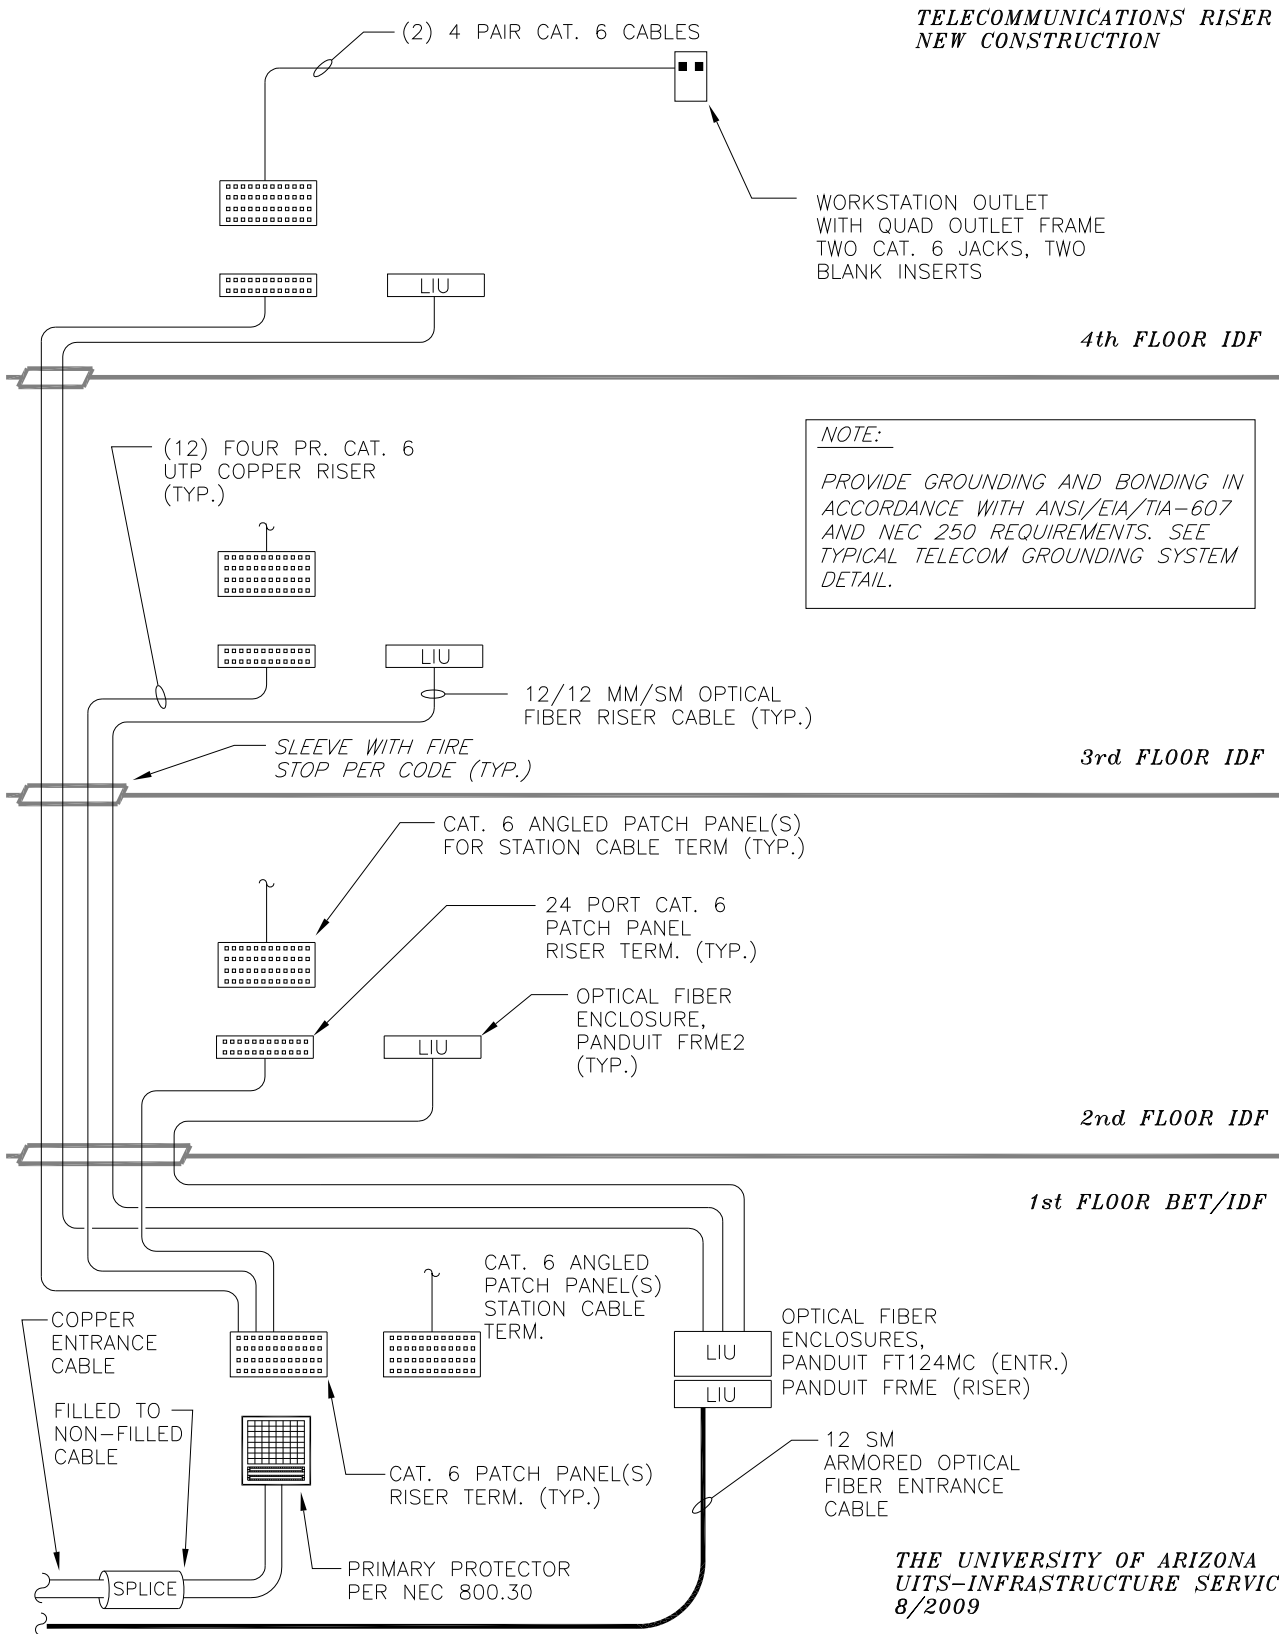 TELECOMMUNICATIONS RISER
NEW CONSTRUCTION
(2) 4 PAIR CAT. 6 CABLES
WORKSTATION OUTLET
WITH QUAD OUTLET FRAME
TWO CAT. 6 JACKS, TWO
BLANK INSERTS
LIU
4th FLOOR IDF
(12) FOUR PR. CAT. 6
UTP COPPER RISER
(TYP.)
NOTE:
PROVIDE GROUNDING AND BONDING IN
ACCORDANCE WITH ANSI/EIA/TIA-607
AND NEC 250 REQUIREMENTS. SEE
TYPICAL TELECOM GROUNDING SYSTEM
DETAIL.
LIU
12/12 MM/SM OPTICAL
FIBER RISER CABLE (TYP.)
SLEEVE WITH FIRE
STOP PER CODE (TYP.)
3rd FLOOR IDF
CAT. 6 ANGLED PATCH PANEL(S)
FOR STATION CABLE TERM (TYP.)
24 PORT CAT. 6
PATCH PANEL
RISER TERM. (TYP.)
OPTICAL FIBER
ENCLOSURE,
PANDUIT FRME2
(TYP.)
LIU
2nd FLOOR IDF
1st FLOOR BET/IDF
CAT. 6 ANGLED
PATCH PANEL(S)
STATION CABLE
TERM.
COPPER
ENTRANCE
CABLE
OPTICAL FIBER
ENCLOSURES,
PANDUIT FT124MC (ENTR.)
PANDUIT FRME (RISER)
LIU
LIU
FILLED TO
NON-FILLED
CABLE
CAT. 6 PATCH PANEL(S)
RISER TERM. (TYP.)
12 SM
ARMORED OPTICAL
FIBER ENTRANCE
CABLE
PRIMARY PROTECTOR
PER NEC 800.30
SPLICE
THE UNIVERSITY OF ARIZONA
UITS-INFRASTRUCTURE SERVIC
8/2009